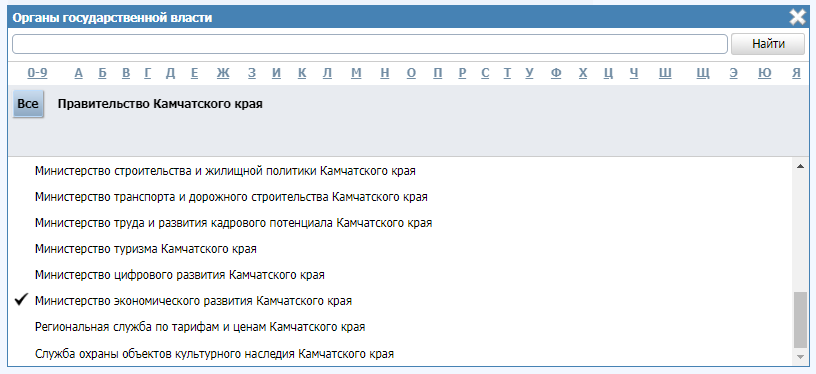 Органы государственной власти
Найти
0-9 А Б В Г Д Е Ж З И К Л М Н О П Р С Т У Ф Х Ц Ч Ш Щ Э Ю Я
Все Правительство Камчатского края
Министерство строительства и жилищной политики Камчатского края
Министерство транспорта и дорожного строительства Камчатского края
Министерство труда и развития кадрового потенциала Камчатского края
Министерство туризма Камчатского края
Министерство цифрового развития Камчатского края
Министерство экономического развития Камчатского края
Региональная служба по тарифам и ценам Камчатского края
Служба охраны объектов культурного наследия Камчатского края